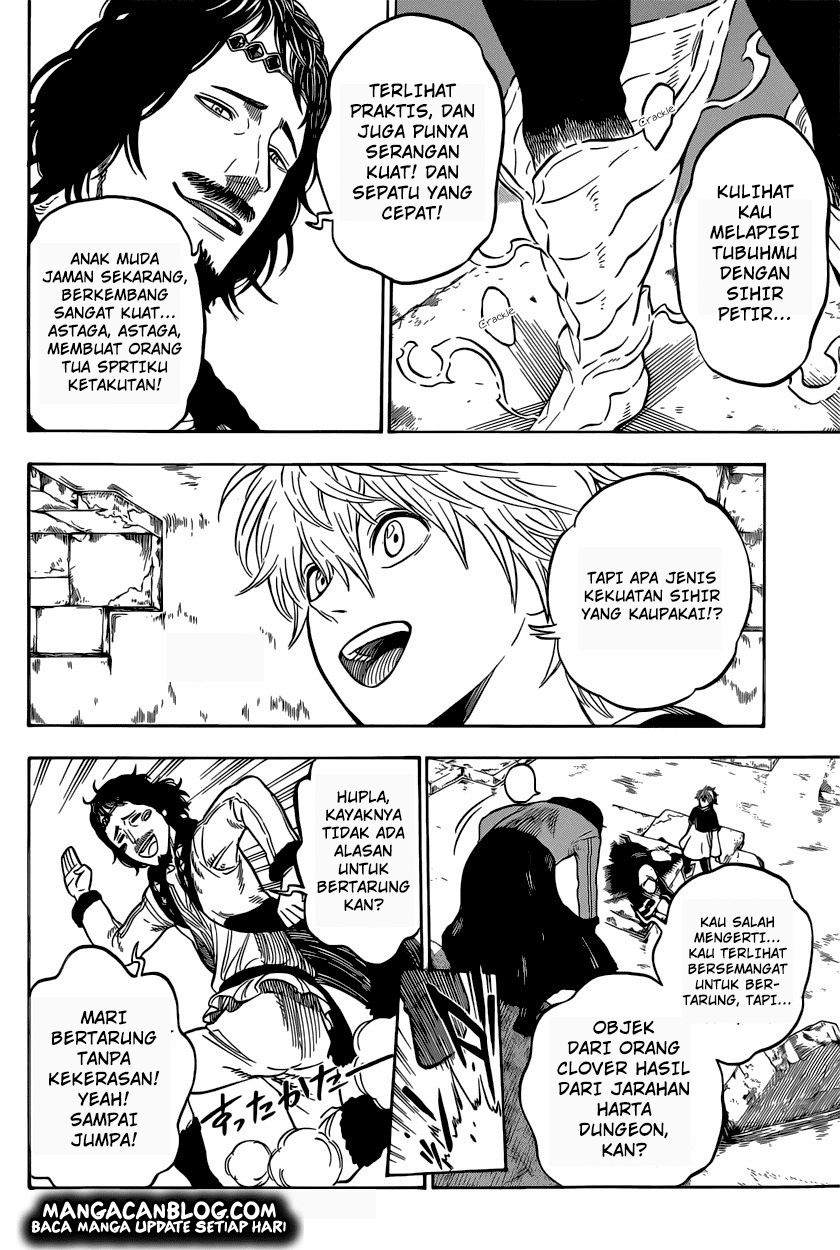 KULIHAT
KAU
MELAPISI
TUBUHMU
DENGAN
SIHIR
PETIR...
Crackle
Crackle
TERLIHAT
PRAKTIS, DAN
JUGA PUNYA
SERANGAN
KUAT! DAN
SEPATU YANG
CEPAT!
ANAK MUDA
JAMAN SEKARANG,
BERKEMBANG
SANGAT KUAT...
ASTAGA, ASTAGA,
MEMBUAT ORANG
TUA SPRTIKU
KETAKUTAN!
TAPI APA JENIS
KEKUATAN SIHIR
YANG KAUPAKAI!?
KAU SALAH
MENGERTI...
KAU TERLIHAT
BERSEMANGAT
UNTUK BER-
TARUNG, TAPI...
OBJEK
DARI ORANG
CLOVER HASIL
DARI JARAHAN
HARTA
DUNGEON,
KAN?
HUPLA,
KAYAKNYA
TIDAK ADA
ALASAN
UNTUK
BERTARUNG
KAN?
MARI
BERTARUNG
TANPA
KEKERASAN!
YEAH!
SAMPAI
JUMPA!
すったかたー
MANGACANBLOG.COM
BACA MANGA UPDATE SETIAP HARI